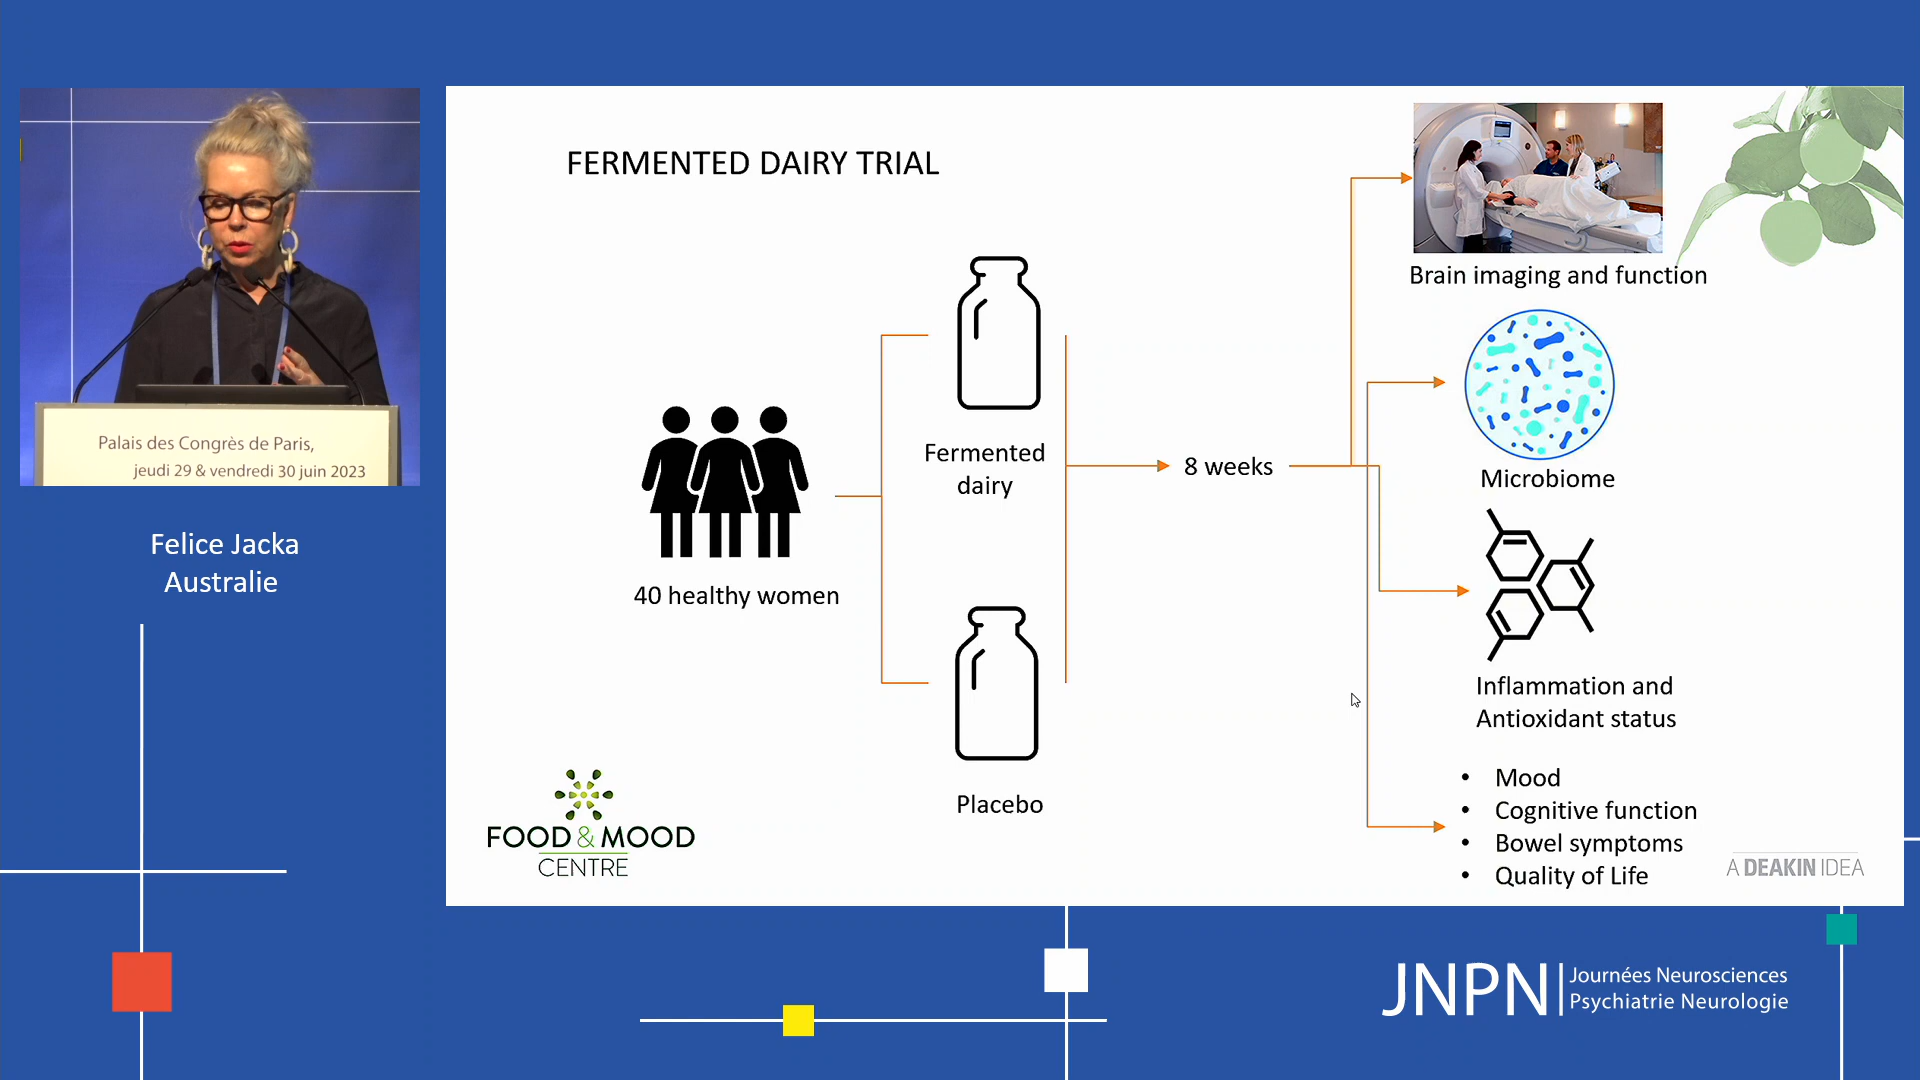 Palais des Congrès de Paris,
jeudi 29 & vendredi 30 juin 2023
Felice Jacka
Australie
FERMENTED DAIRY TRIAL
40 healthy women
Fermented
dairy
Placebo
8 weeks
Brain imaging and function
Microbiome
Inflammation and
Antioxidant status
• Mood
• Cognitive function
• Bowel symptoms
• Quality of Life
FOOD & MOOD
CENTRE
A DEAKIN IDEA
JNPN
Journées Neurosciences
Psychiatrie Neurologie